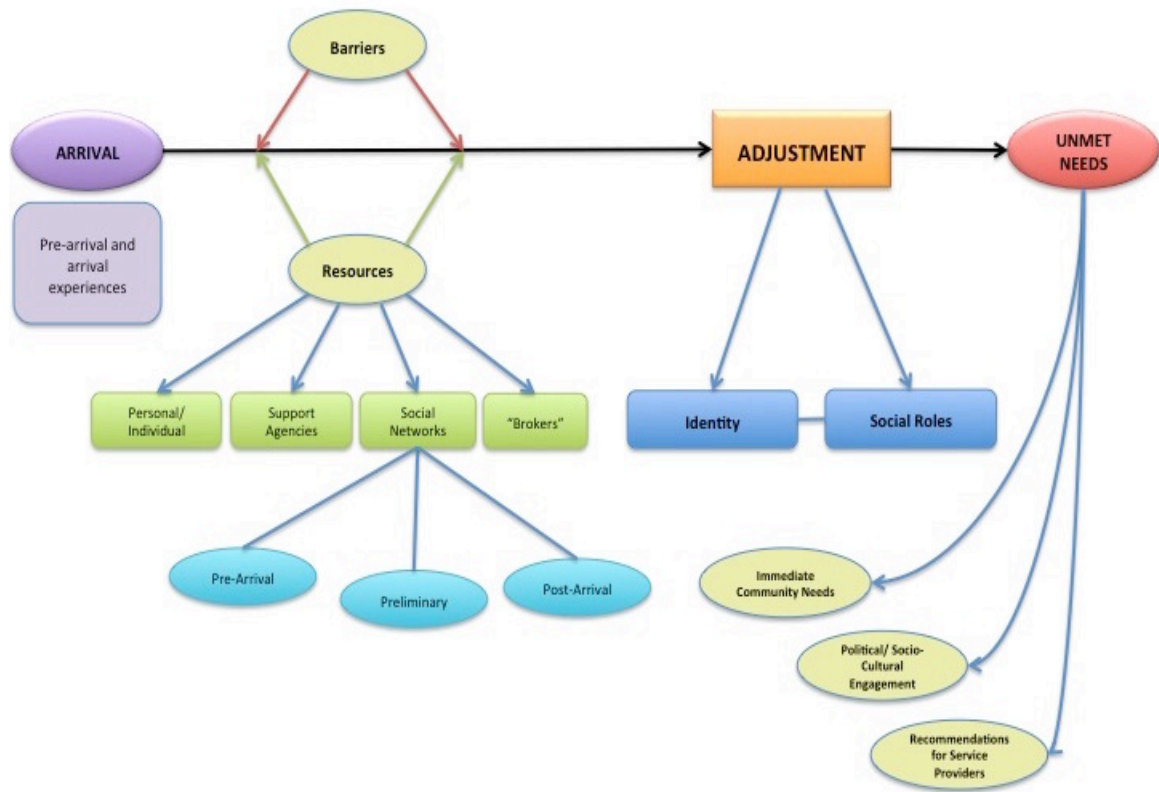 Barriers
ARRIVAL
ADJUSTMENT
UNMET
NEEDS
Pre-arrival and
arrival
experiences
Resources
Personal/
Individual
Support
Agencies
Social
Networks
"Brokers"
Identity
Social Roles
Pre-Arrival
Preliminary
Post-Arrival
Immediate
Community Needs
Political/ Socio-
Cultural
Engagement
Recommendations
for Service
Providers